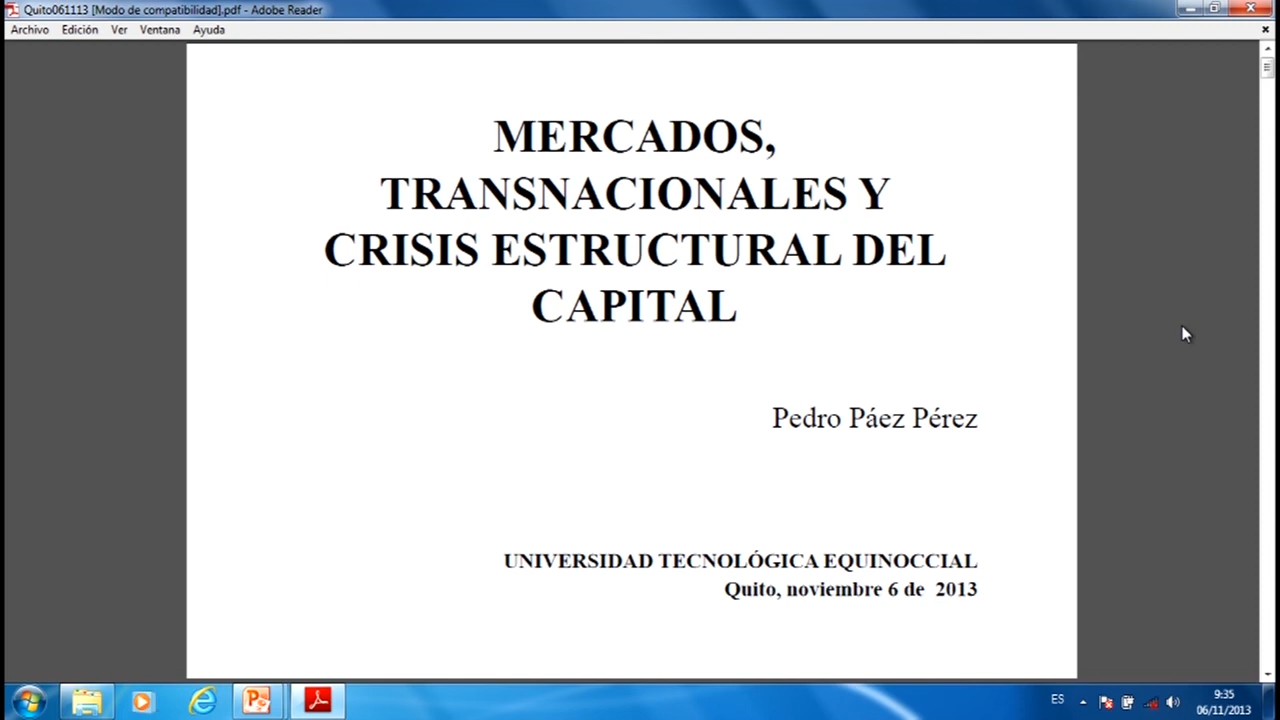 Quito061113 [Modo de compatibilidad].pdf - Adobe Reader
Archivo Edición Ver Ventana Ayuda
MERCADOS,
TRANSNACIONALES Y
CRISIS ESTRUCTURAL DEL
CAPITAL
Pedro Páez Pérez
UNIVERSIDAD TECNOLÓGICA EQUINOCCIAL
Quito, noviembre 6 de 2013
ES
9:35
06/11/2013